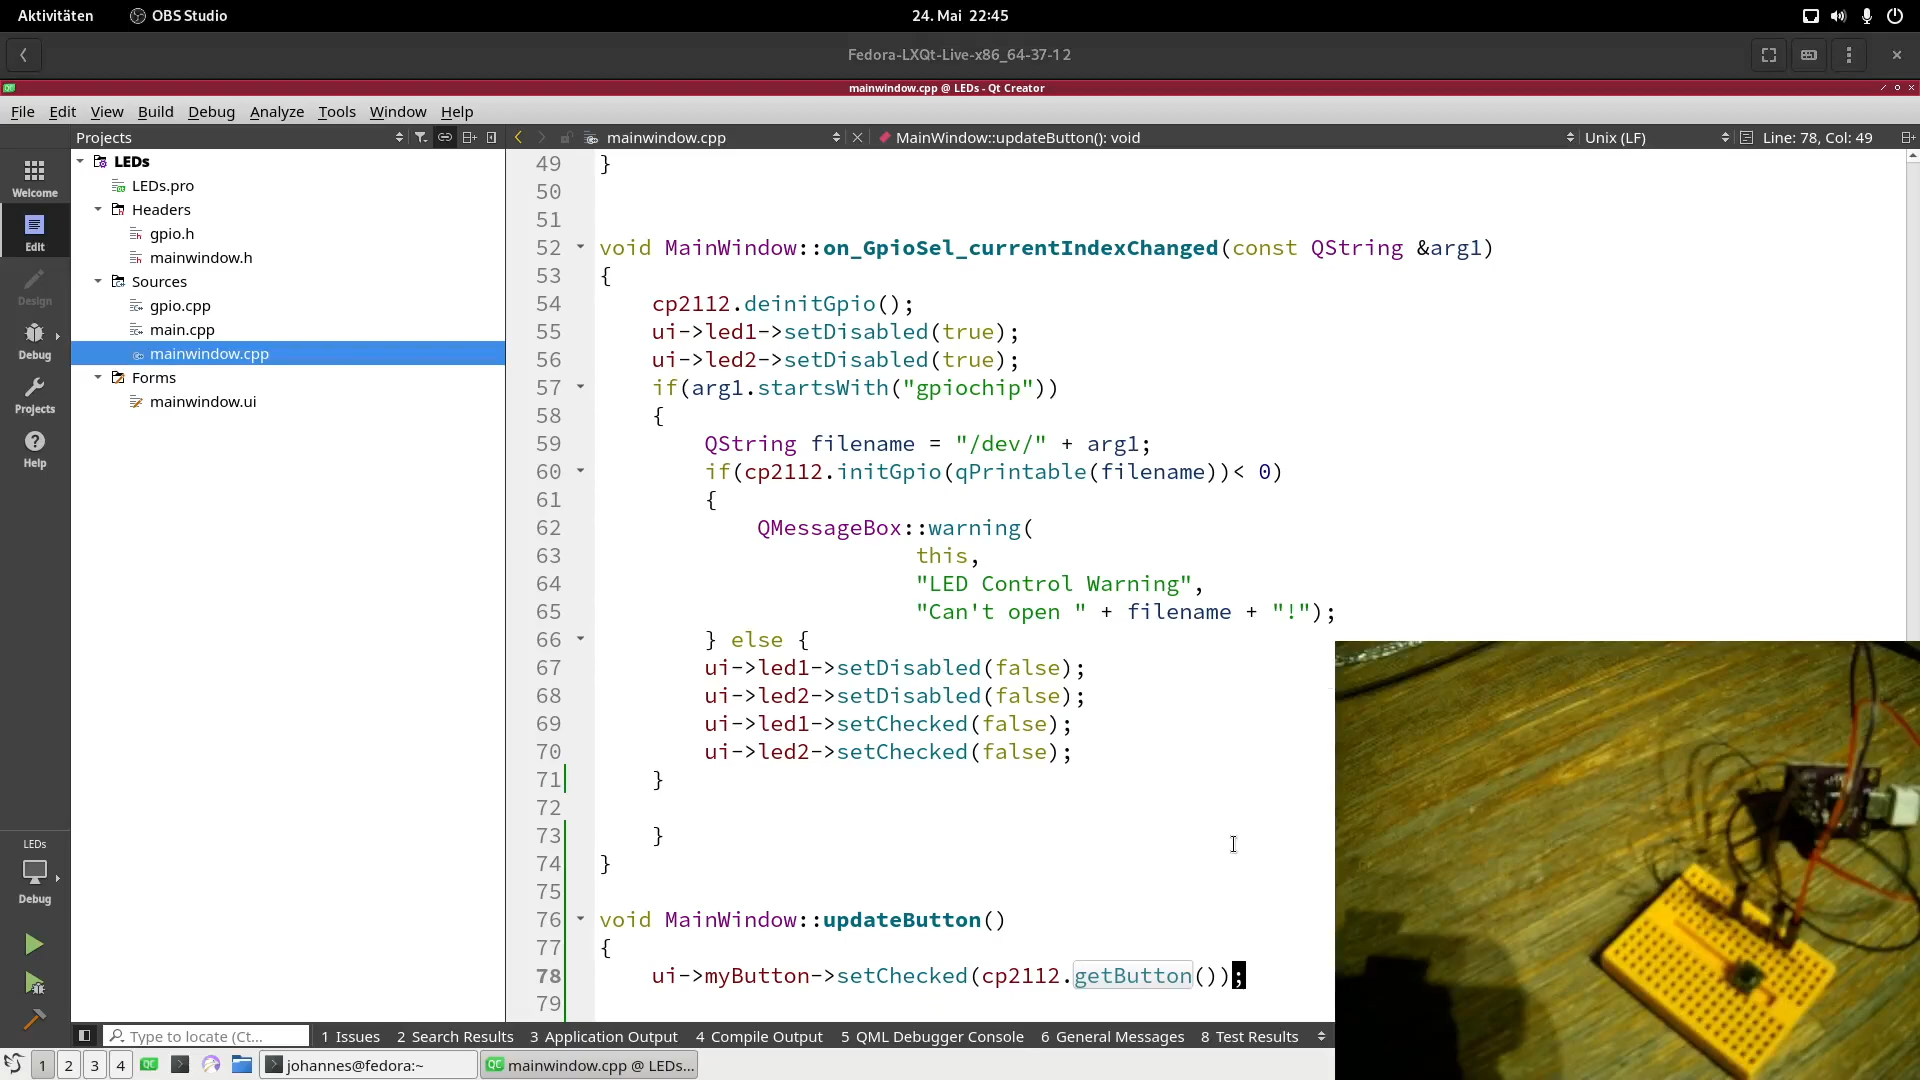 Aktivitäten
OBS Studio
24. Mai 22:45
Fedora-LXQt-Live-x86_64-37-12
mainwindow.cpp @ LEDs - Qt Creator
File Edit View Build Debug Analyze Tools Window Help
Projects
mainwindow.cpp
MainWindow::updateButton(): void
Unix (LF)
Line: 78, Col: 49
Welcome
Edit
Design
Debug
Projects
Help
LEDs
Debug
LEDs
LEDs.pro
Headers
gpio.h
mainwindow.h
Sources
gpio.cpp
main.cpp
mainwindow.cpp
Forms
mainwindow.ui
49 }
50
51
52 void MainWindow::on_GpioSel_currentIndexChanged(const QString &arg1)
53 {
54     cp2112.deinitGpio();
55     ui->led1->setDisabled(true);
56     ui->led2->setDisabled(true);
57     if(arg1.startsWith("gpiochip"))
58     {
59         QString filename = "/dev/" + arg1;
60         if(cp2112.initGpio(qPrintable(filename))< 0)
61         {
62             QMessageBox::warning(
63                         this,
64                         "LED Control Warning",
65                         "Can't open " + filename + "!");
66         } else {
67         ui->led1->setDisabled(false);
68         ui->led2->setDisabled(false);
69         ui->led1->setChecked(false);
70         ui->led2->setChecked(false);
71     }
72
73     }
74 }
75
76 void MainWindow::updateButton()
77 {
78     ui->myButton->setChecked(cp2112.getButton());
79
Type to locate (Ct...
1 Issues 2 Search Results 3 Application Output 4 Compile Output 5 QML Debugger Console 6 General Messages 8 Test Results
1 2 3 4 QC johannes@fedora:~ QC mainwindow.cpp @ LEDs...